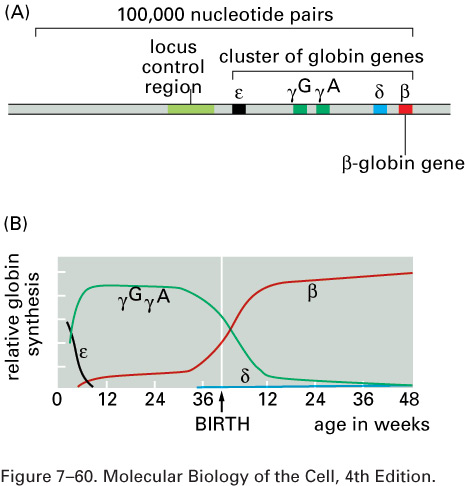 (A)
100,000 nucleotide pairs
locus
control
region
cluster of globin genes
ε
γG γA
δ
β
β-globin gene
(B)
relative globin
synthesis
γGγA
β
ε
δ
0 12 24 36 12 24 36 48
BIRTH
age in weeks
Figure 7–60. Molecular Biology of the Cell, 4th Edition.